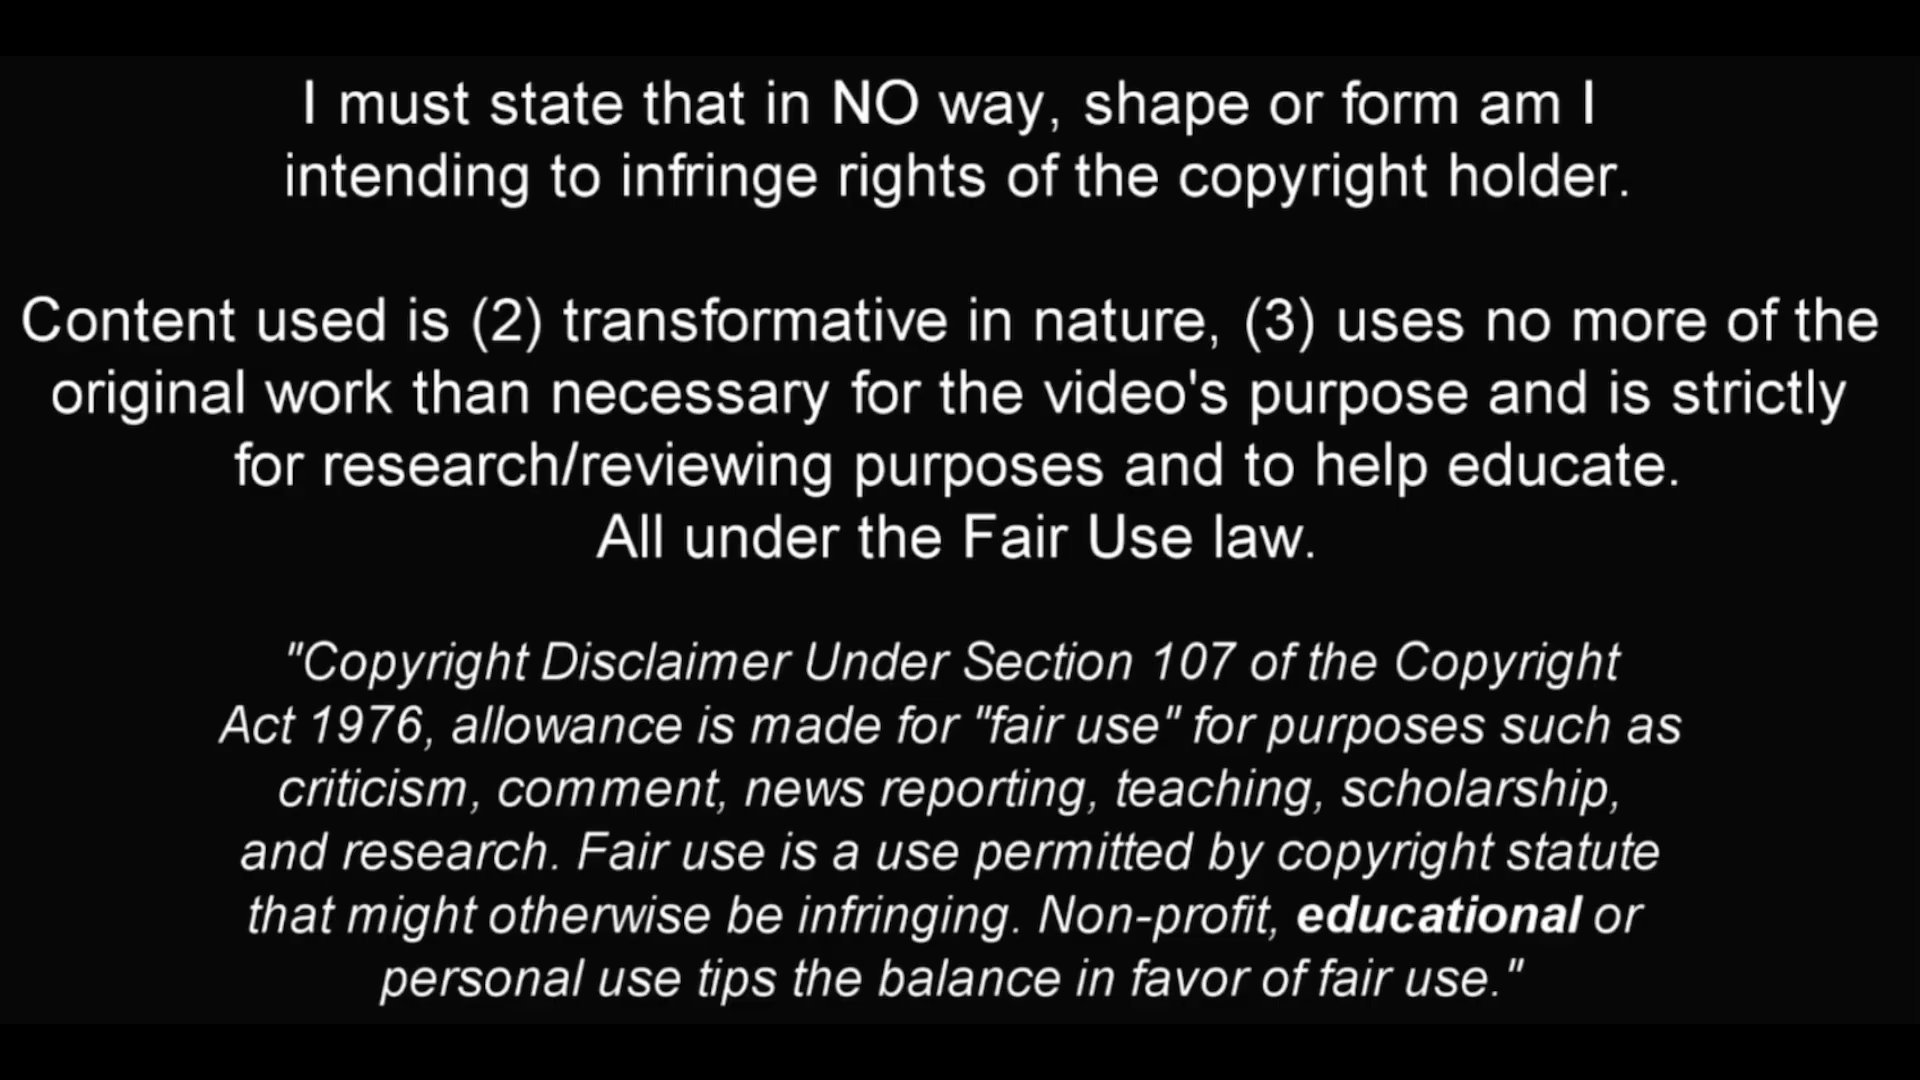 I must state that in NO way, shape or form am I
intending to infringe rights of the copyright holder.
Content used is (2) transformative in nature, (3) uses no more of the
original work than necessary for the video's purpose and is strictly
for research/reviewing purposes and to help educate.
All under the Fair Use law.
"Copyright Disclaimer Under Section 107 of the Copyright
Act 1976, allowance is made for "fair use" for purposes such as
criticism, comment, news reporting, teaching, scholarship,
and research. Fair use is a use permitted by copyright statute
that might otherwise be infringing. Non-profit, educational or
personal use tips the balance in favor of fair use."